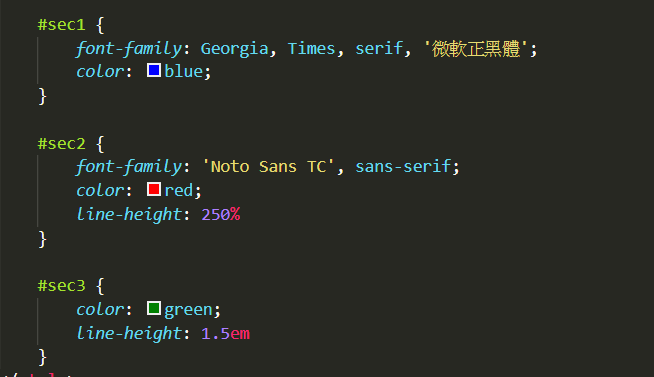 #sec1 {
font-family: Georgia, Times, serif, '微軟正黑體';
color: blue;
}
#sec2 {
font-family: 'Noto Sans TC', sans-serif;
color: red;
line-height: 250%
}
#sec3 {
color: green;
line-height: 1.5em
}